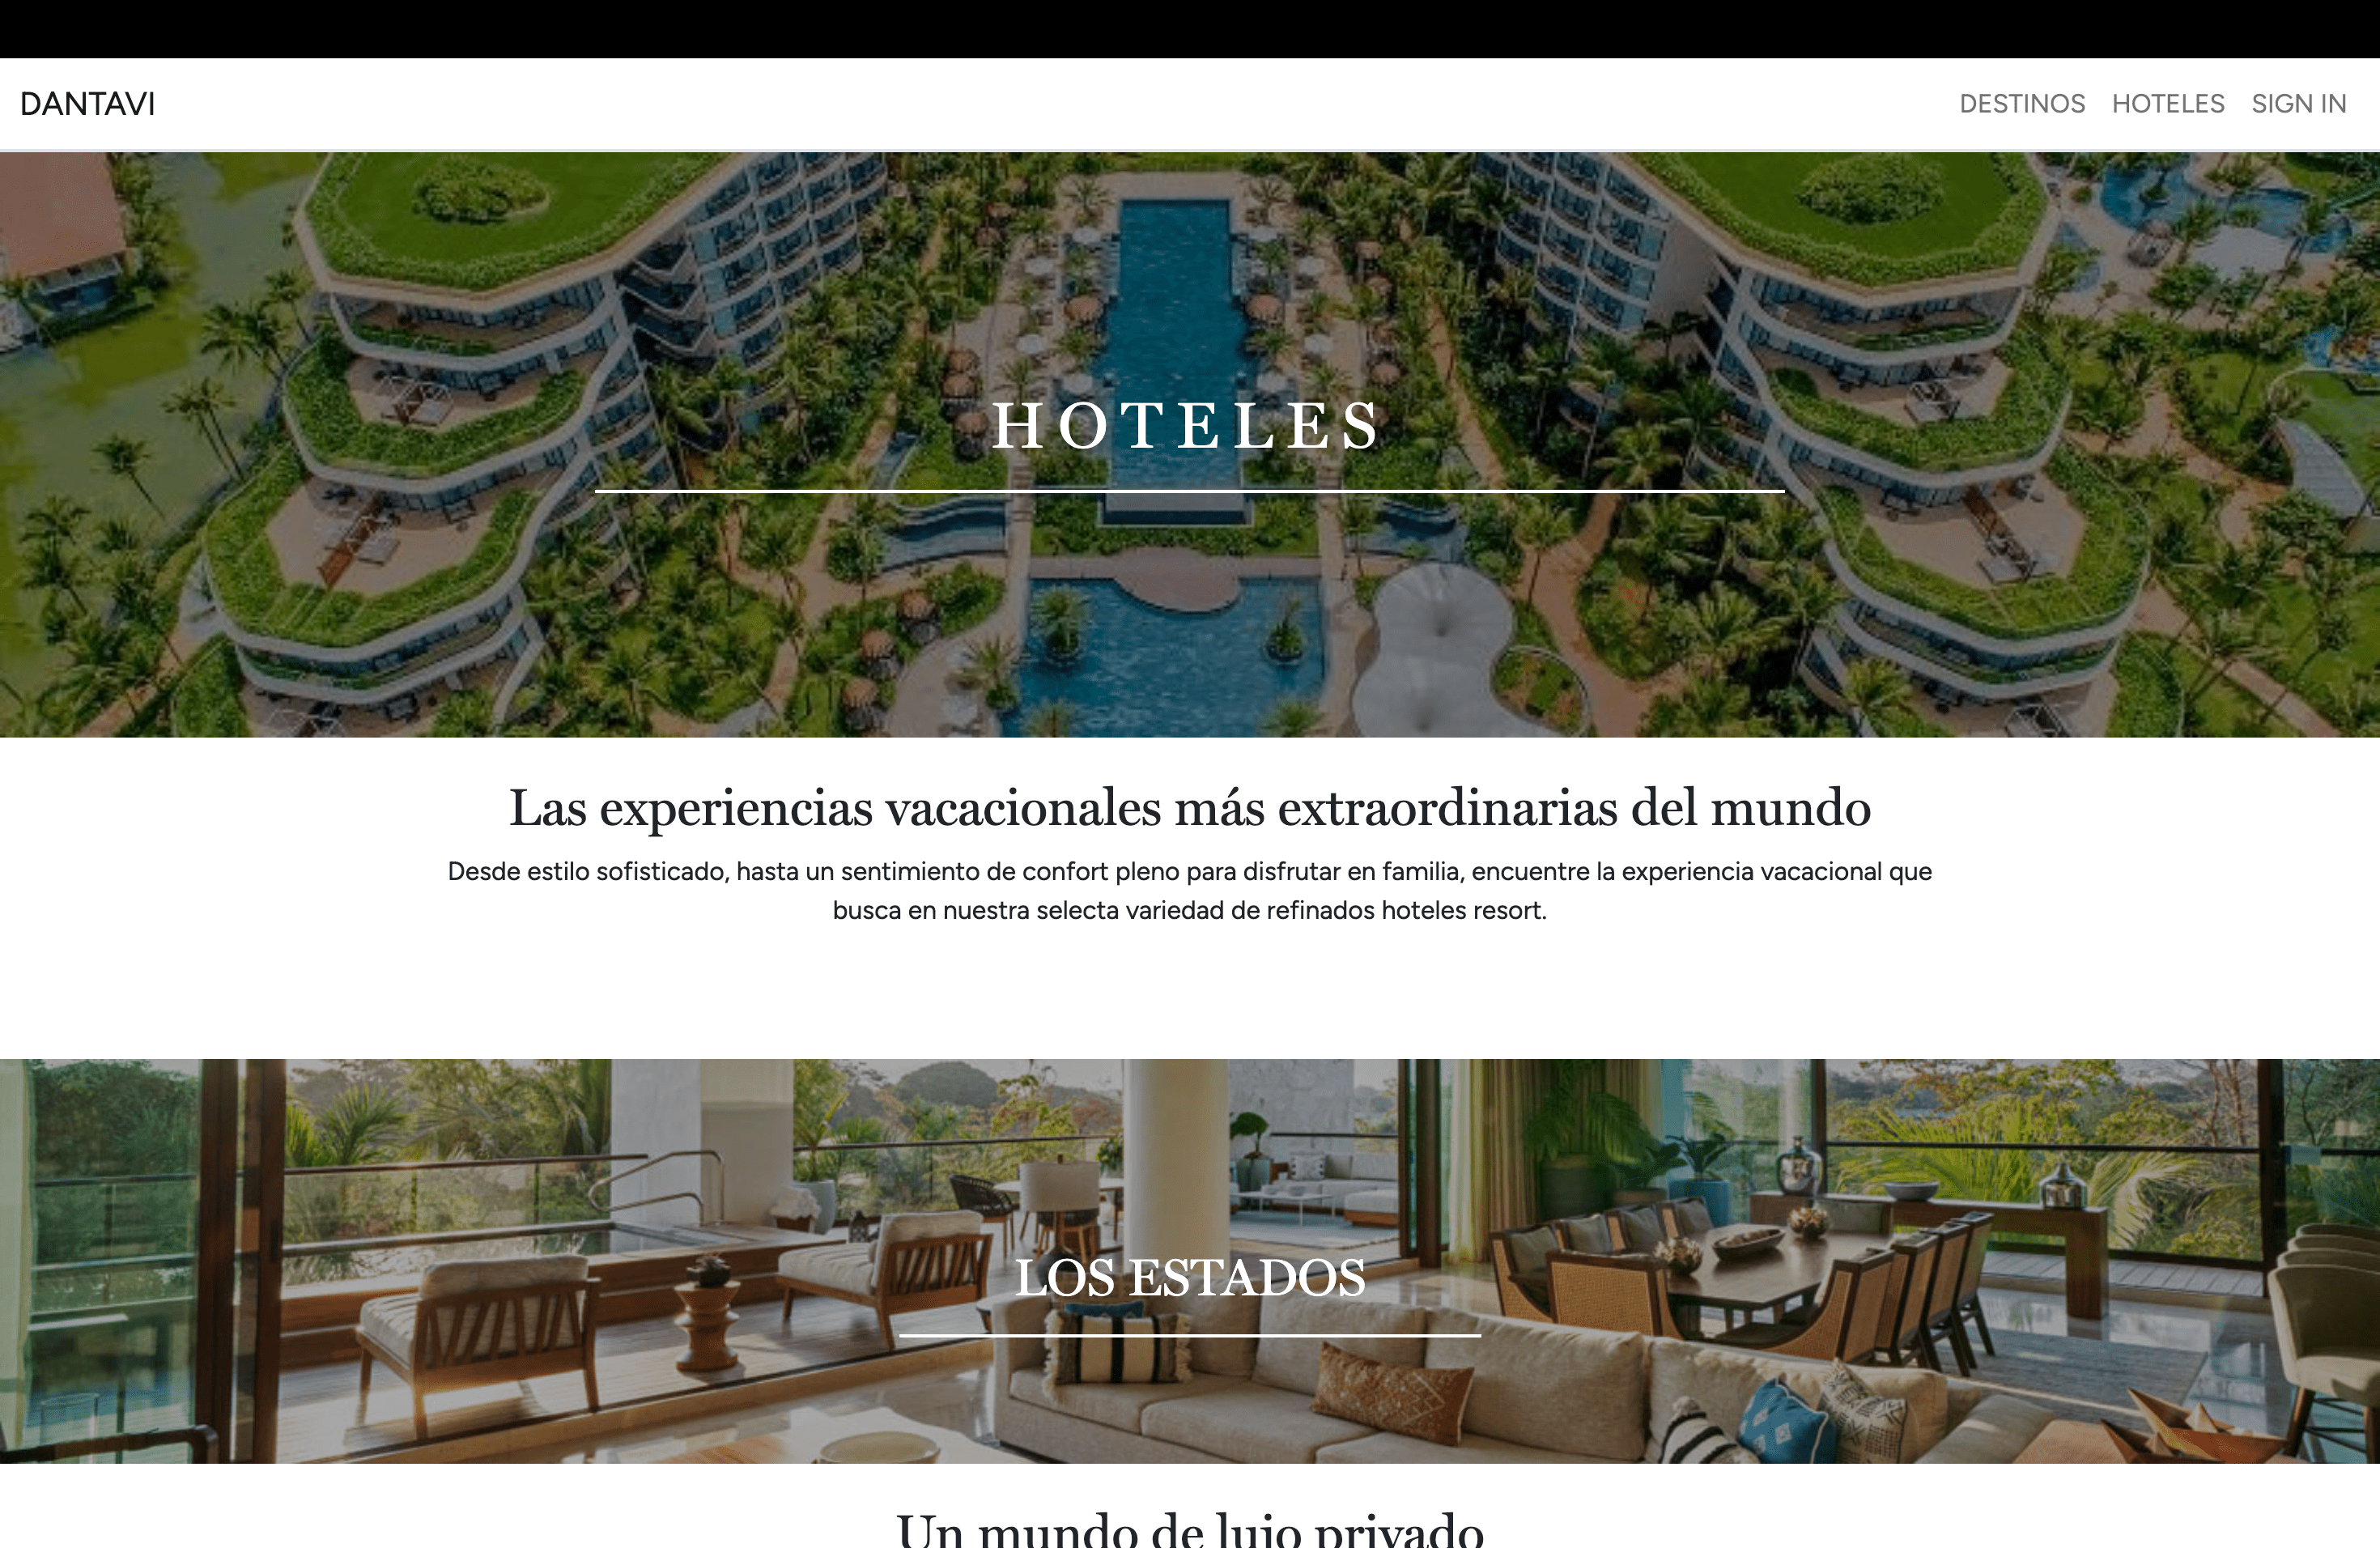 DANTAVI
DESTINOS HOTELES SIGN IN
HOTELES
Las experiencias vacacionales más extraordinarias del mundo
Desde estilo sofisticado, hasta un sentimiento de confort pleno para disfrutar en familia, encuentre la experiencia vacacional que
busca en nuestra selecta variedad de refinados hoteles resort.
LOS ESTADOS
Un mundo de lujo privado